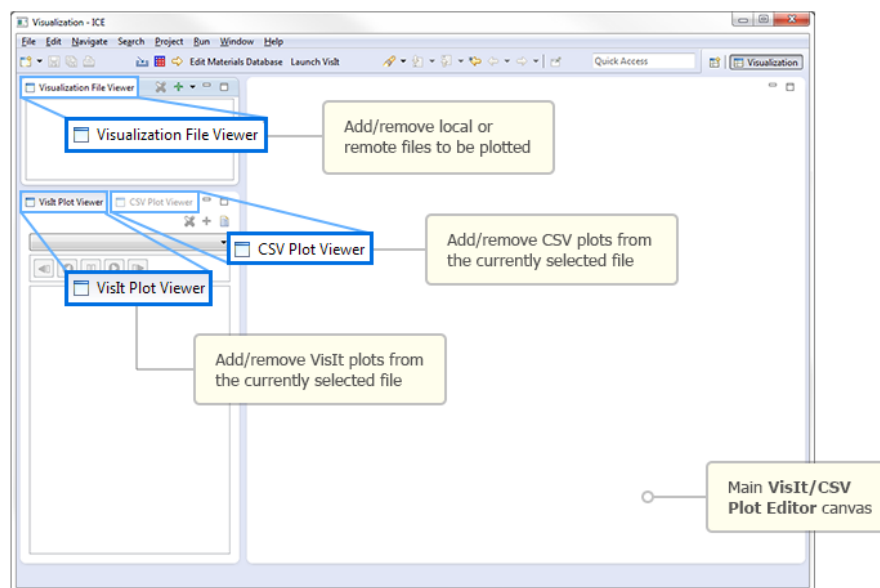 Visualization - ICE
File Edit Navigate Search Project Run Window Help
Edit Materials Database Launch VisIt Quick Access Visualization
Visualization File Viewer
Visualization File Viewer
Add/remove local or
remote files to be plotted
VisIt Plot Viewer CSV Plot Viewer
CSV Plot Viewer
Add/remove CSV plots from
the currently selected file
VisIt Plot Viewer
Add/remove VisIt plots from
the currently selected file
Main VisIt/CSV
Plot Editor canvas